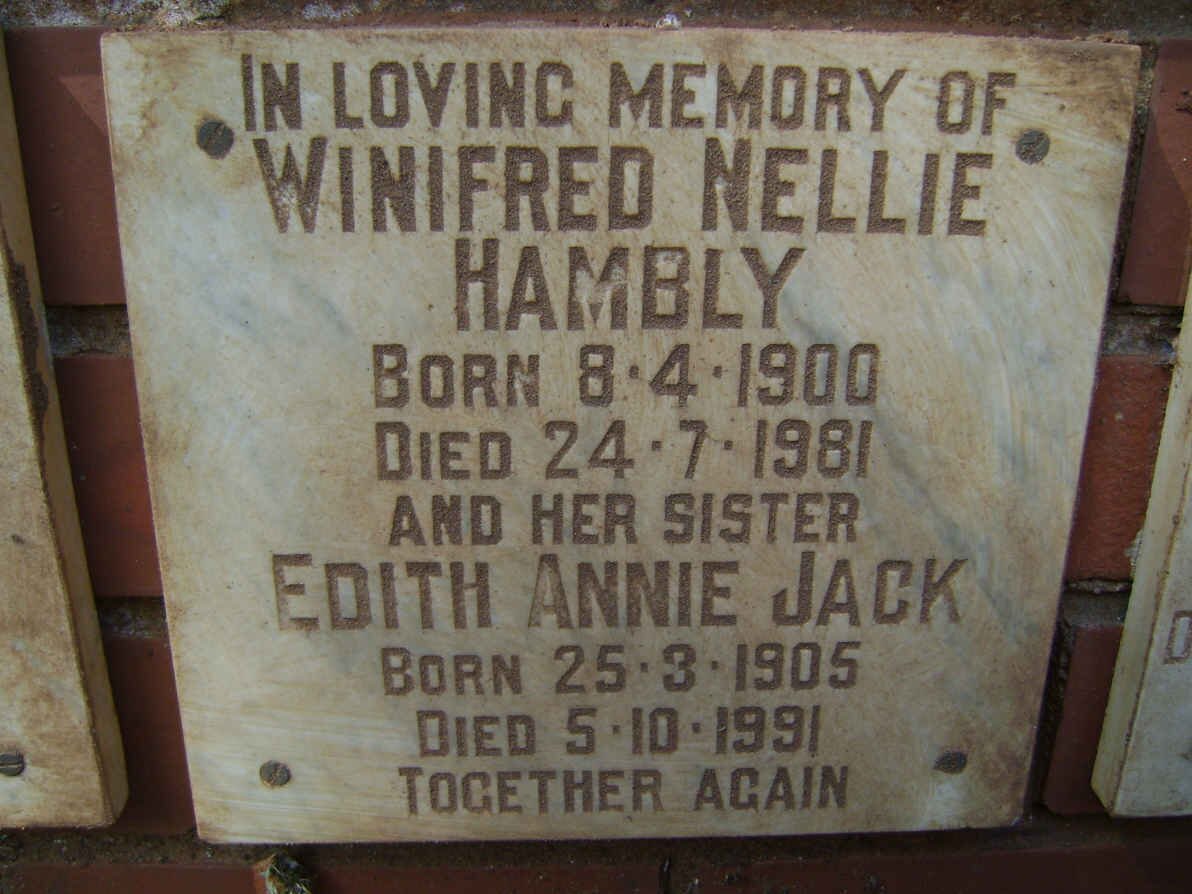 IN LOVING MEMORY OF
WINIFRED NELLIE
HAMBLY
BORN 8·4·1900
DIED 24·7·1981
AND HER SISTER
EDITH ANNIE JACK
BORN 25·3·1905
DIED 5·10·1991
TOGETHER AGAIN